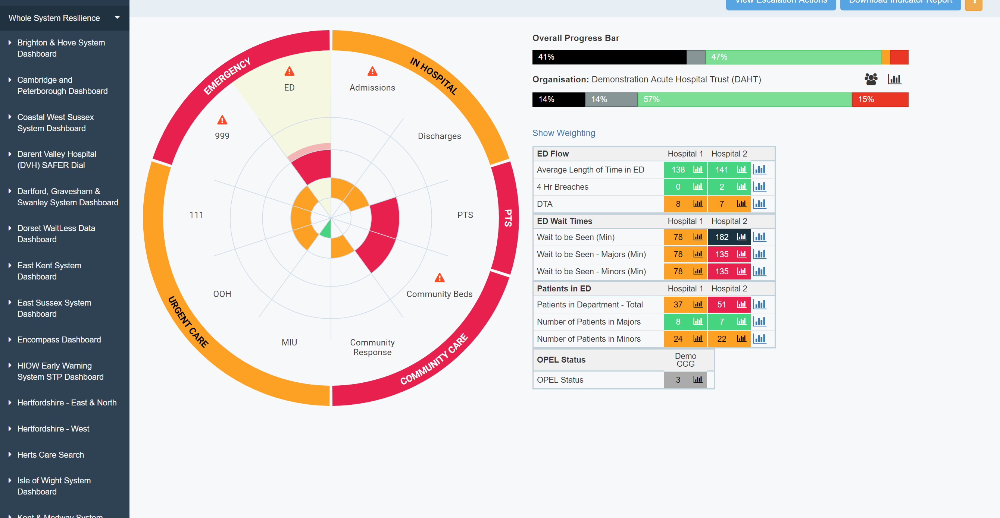 View Escalation Actions
Download Indicator Report
Whole System Resilience
Brighton & Hove System
Dashboard
Cambridge and
Peterborough Dashboard
Coastal West Sussex
System Dashboard
Darent Valley Hospital
(DVH) SAFER Dial
Dartford, Gravesham &
Swanley System Dashboard
Dorset WaitLess Data
Dashboard
East Kent System
Dashboard
East Sussex System
Dashboard
Encompass Dashboard
HIOW Early Warning
System STP Dashboard
Hertfordshire - East & North
Hertfordshire - West
Herts Care Search
Isle of Wight System
Dashboard
Kent & Medway System
EMERGENCY
IN HOSPITAL
PTS
COMMUNITY CARE
URGENT CARE
ED
Admissions
999
Discharges
111
PTS
OOH
Community Beds
MIU
Community
Response
Overall Progress Bar
41% 47%
Organisation: Demonstration Acute Hospital Trust (DAHT)
14% 14% 57% 15%
Show Weighting
ED Flow Hospital 1 Hospital 2
Average Length of Time in ED 138 141
4 Hr Breaches 0 2
DTA 8 7
ED Wait Times Hospital 1 Hospital 2
Wait to be Seen (Min) 78 182
Wait to be Seen - Majors (Min) 78 135
Wait to be Seen - Minors (Min) 78 135
Patients in ED Hospital 1 Hospital 2
Patients in Department - Total 37 51
Number of Patients in Majors 8 7
Number of Patients in Minors 24 22
OPEL Status Demo
CCG
OPEL Status 3